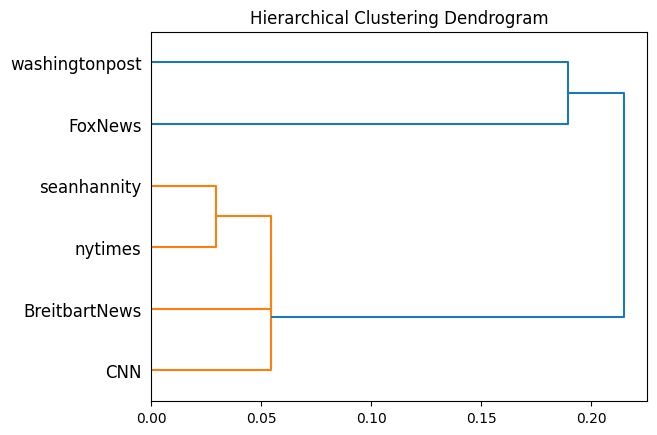 Hierarchical Clustering Dendrogram
washingtonpost
FoxNews
seanhannity
nytimes
BreitbartNews
CNN
0.00 0.05 0.10 0.15 0.20